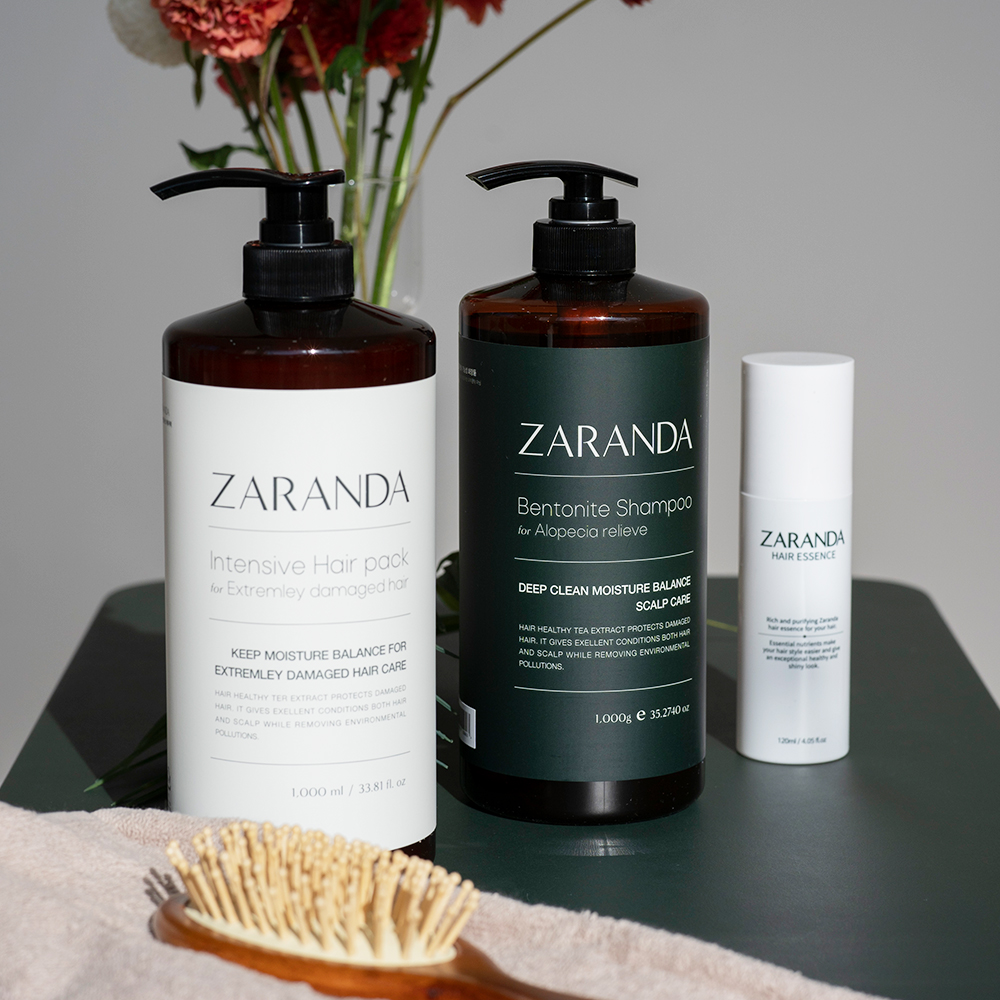 ZARANDA
Intensive Hair pack
for Extremley damaged hair
KEEP MOISTURE BALANCE FOR
EXTREMLEY DAMAGED HAIR CARE
HAIR HEALTHY TER EXTRACT PROTECTS DAMAGED
HAIR. IT GIVES EXELLENT CONDITIONS BOTH HAIR
AND SCALP WHILE REMOVING ENVIRONMENTAL
POLLUTIONS.
1,000 ml / 33.81 fl. oz
ZARANDA
Bentonite Shampoo
for Alopecia relieve
DEEP CLEAN MOISTURE BALANCE
SCALP CARE
HAIR HEALTHY TEA EXTRACT PROTECTS DAMAGED
HAIR. IT GIVES EXELLENT CONDITIONS BOTH HAIR
AND SCALP WHILE REMOVING ENVIRONMENTAL
POLLUTIONS.
1,000g e 35.2740 oz
ZARANDA
HAIR ESSENCE
Rich and purifying Zaranda
hair essence for your hair.
Essential nutrients make
your hair style easier and give
an exceptional healthy and
shiny look.
120ml / 4.05 fl.oz